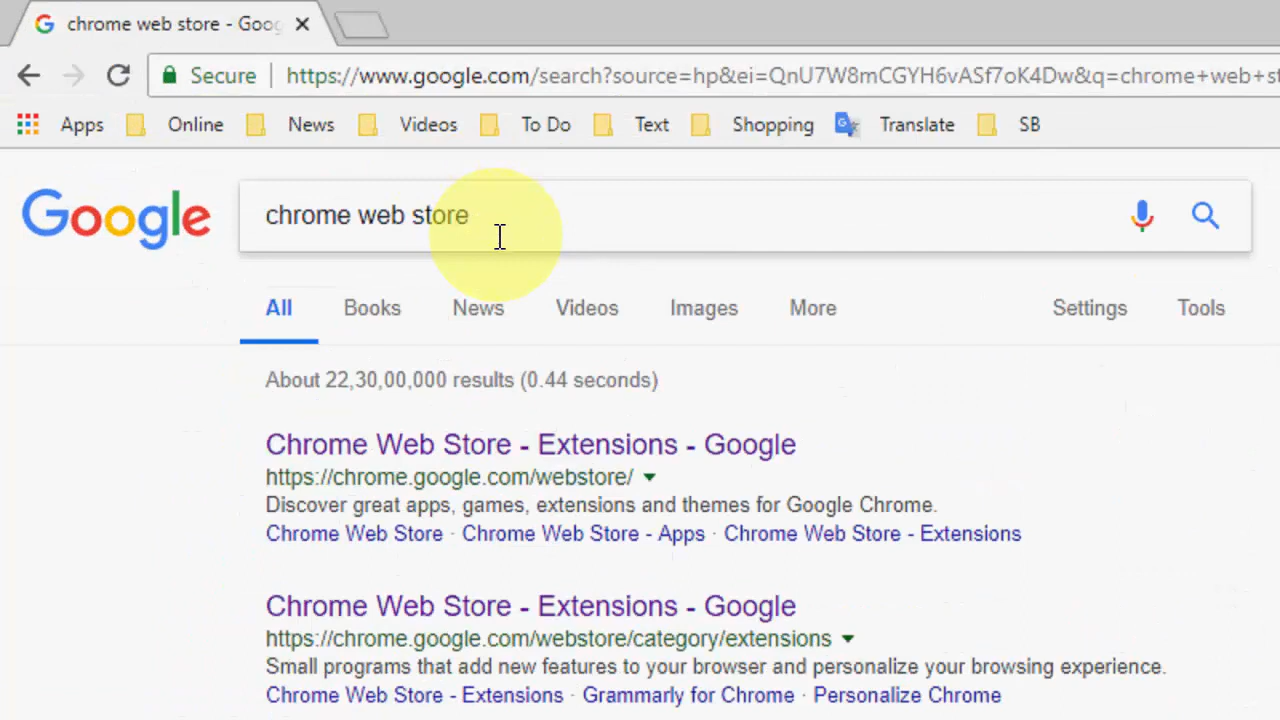 chrome web store - Goog
Secure https://www.google.com/search?source=hp&ei=QnU7W8mCGYH6vASf7oK4Dw&q=chrome+web+st
Apps Online News Videos To Do Text Shopping Translate SB
Google chrome web store
All Books News Videos Images More Settings Tools
About 22,30,00,000 results (0.44 seconds)
Chrome Web Store - Extensions - Google
https://chrome.google.com/webstore/
Discover great apps, games, extensions and themes for Google Chrome.
Chrome Web Store · Chrome Web Store - Apps · Chrome Web Store - Extensions
Chrome Web Store - Extensions - Google
https://chrome.google.com/webstore/category/extensions
Small programs that add new features to your browser and personalize your browsing experience.
Chrome Web Store - Extensions · Grammarly for Chrome · Personalize Chrome